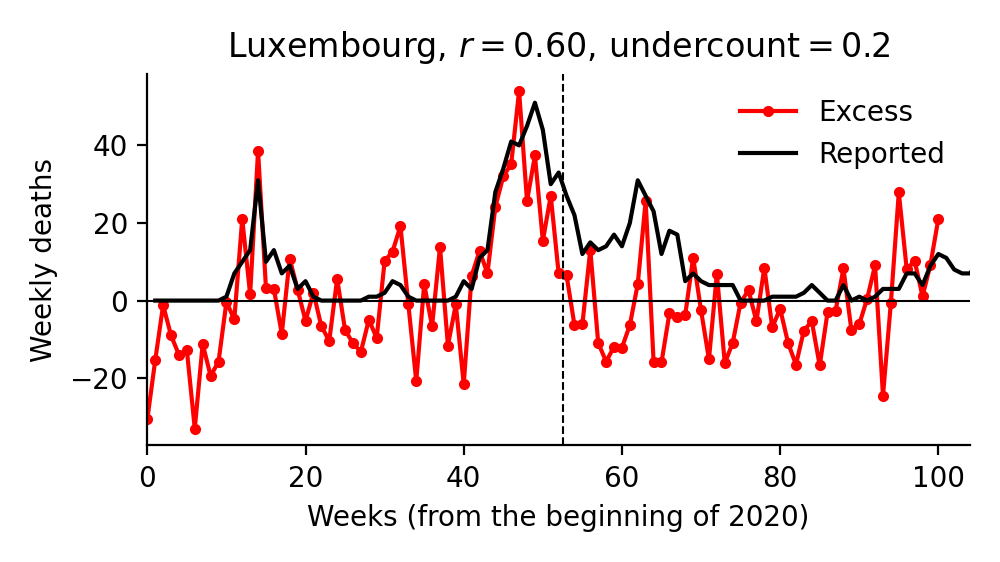 Luxembourg, r = 0.60, undercount = 0.2
Excess
Reported
Weekly deaths
40
20
0
−20
0 20 40 60 80 100
Weeks (from the beginning of 2020)